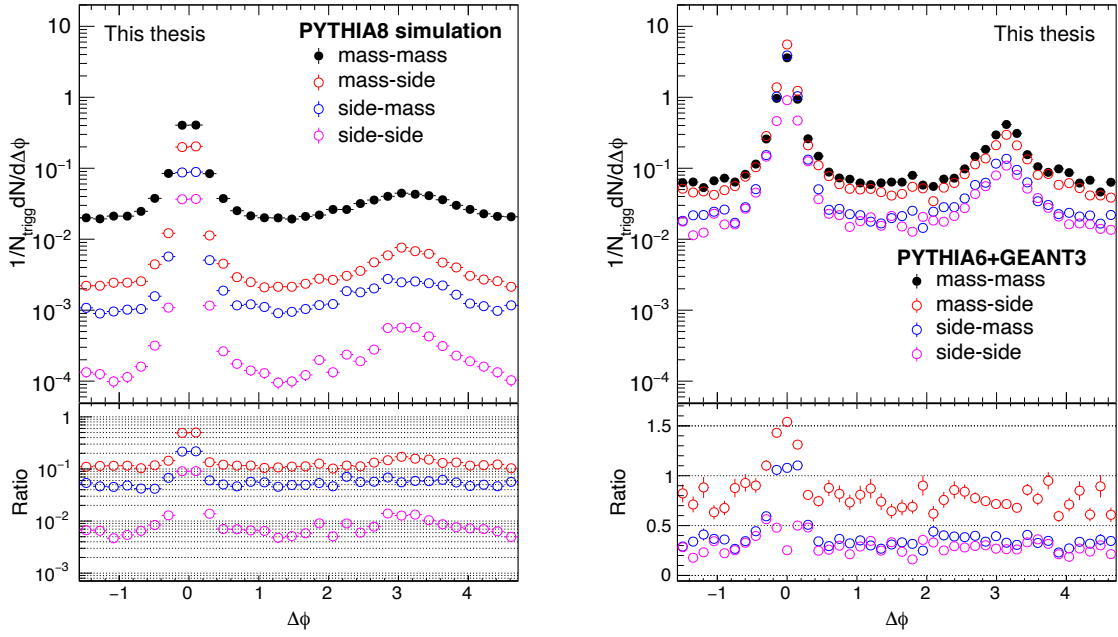 This thesis
PYTHIA8 simulation
mass-mass
mass-side
side-mass
side-side
1/N_trigg dN/dΔϕ
10
1
10⁻¹
10⁻²
10⁻³
10⁻⁴
Ratio
1
10⁻¹
10⁻²
10⁻³
−1 0 1 2 3 4
Δϕ
This thesis
PYTHIA6+GEANT3
mass-mass
mass-side
side-mass
side-side
1/N_trigg dN/dΔϕ
10
1
10⁻¹
10⁻²
10⁻³
10⁻⁴
Ratio
1.5
1
0.5
0
−1 0 1 2 3 4
Δϕ